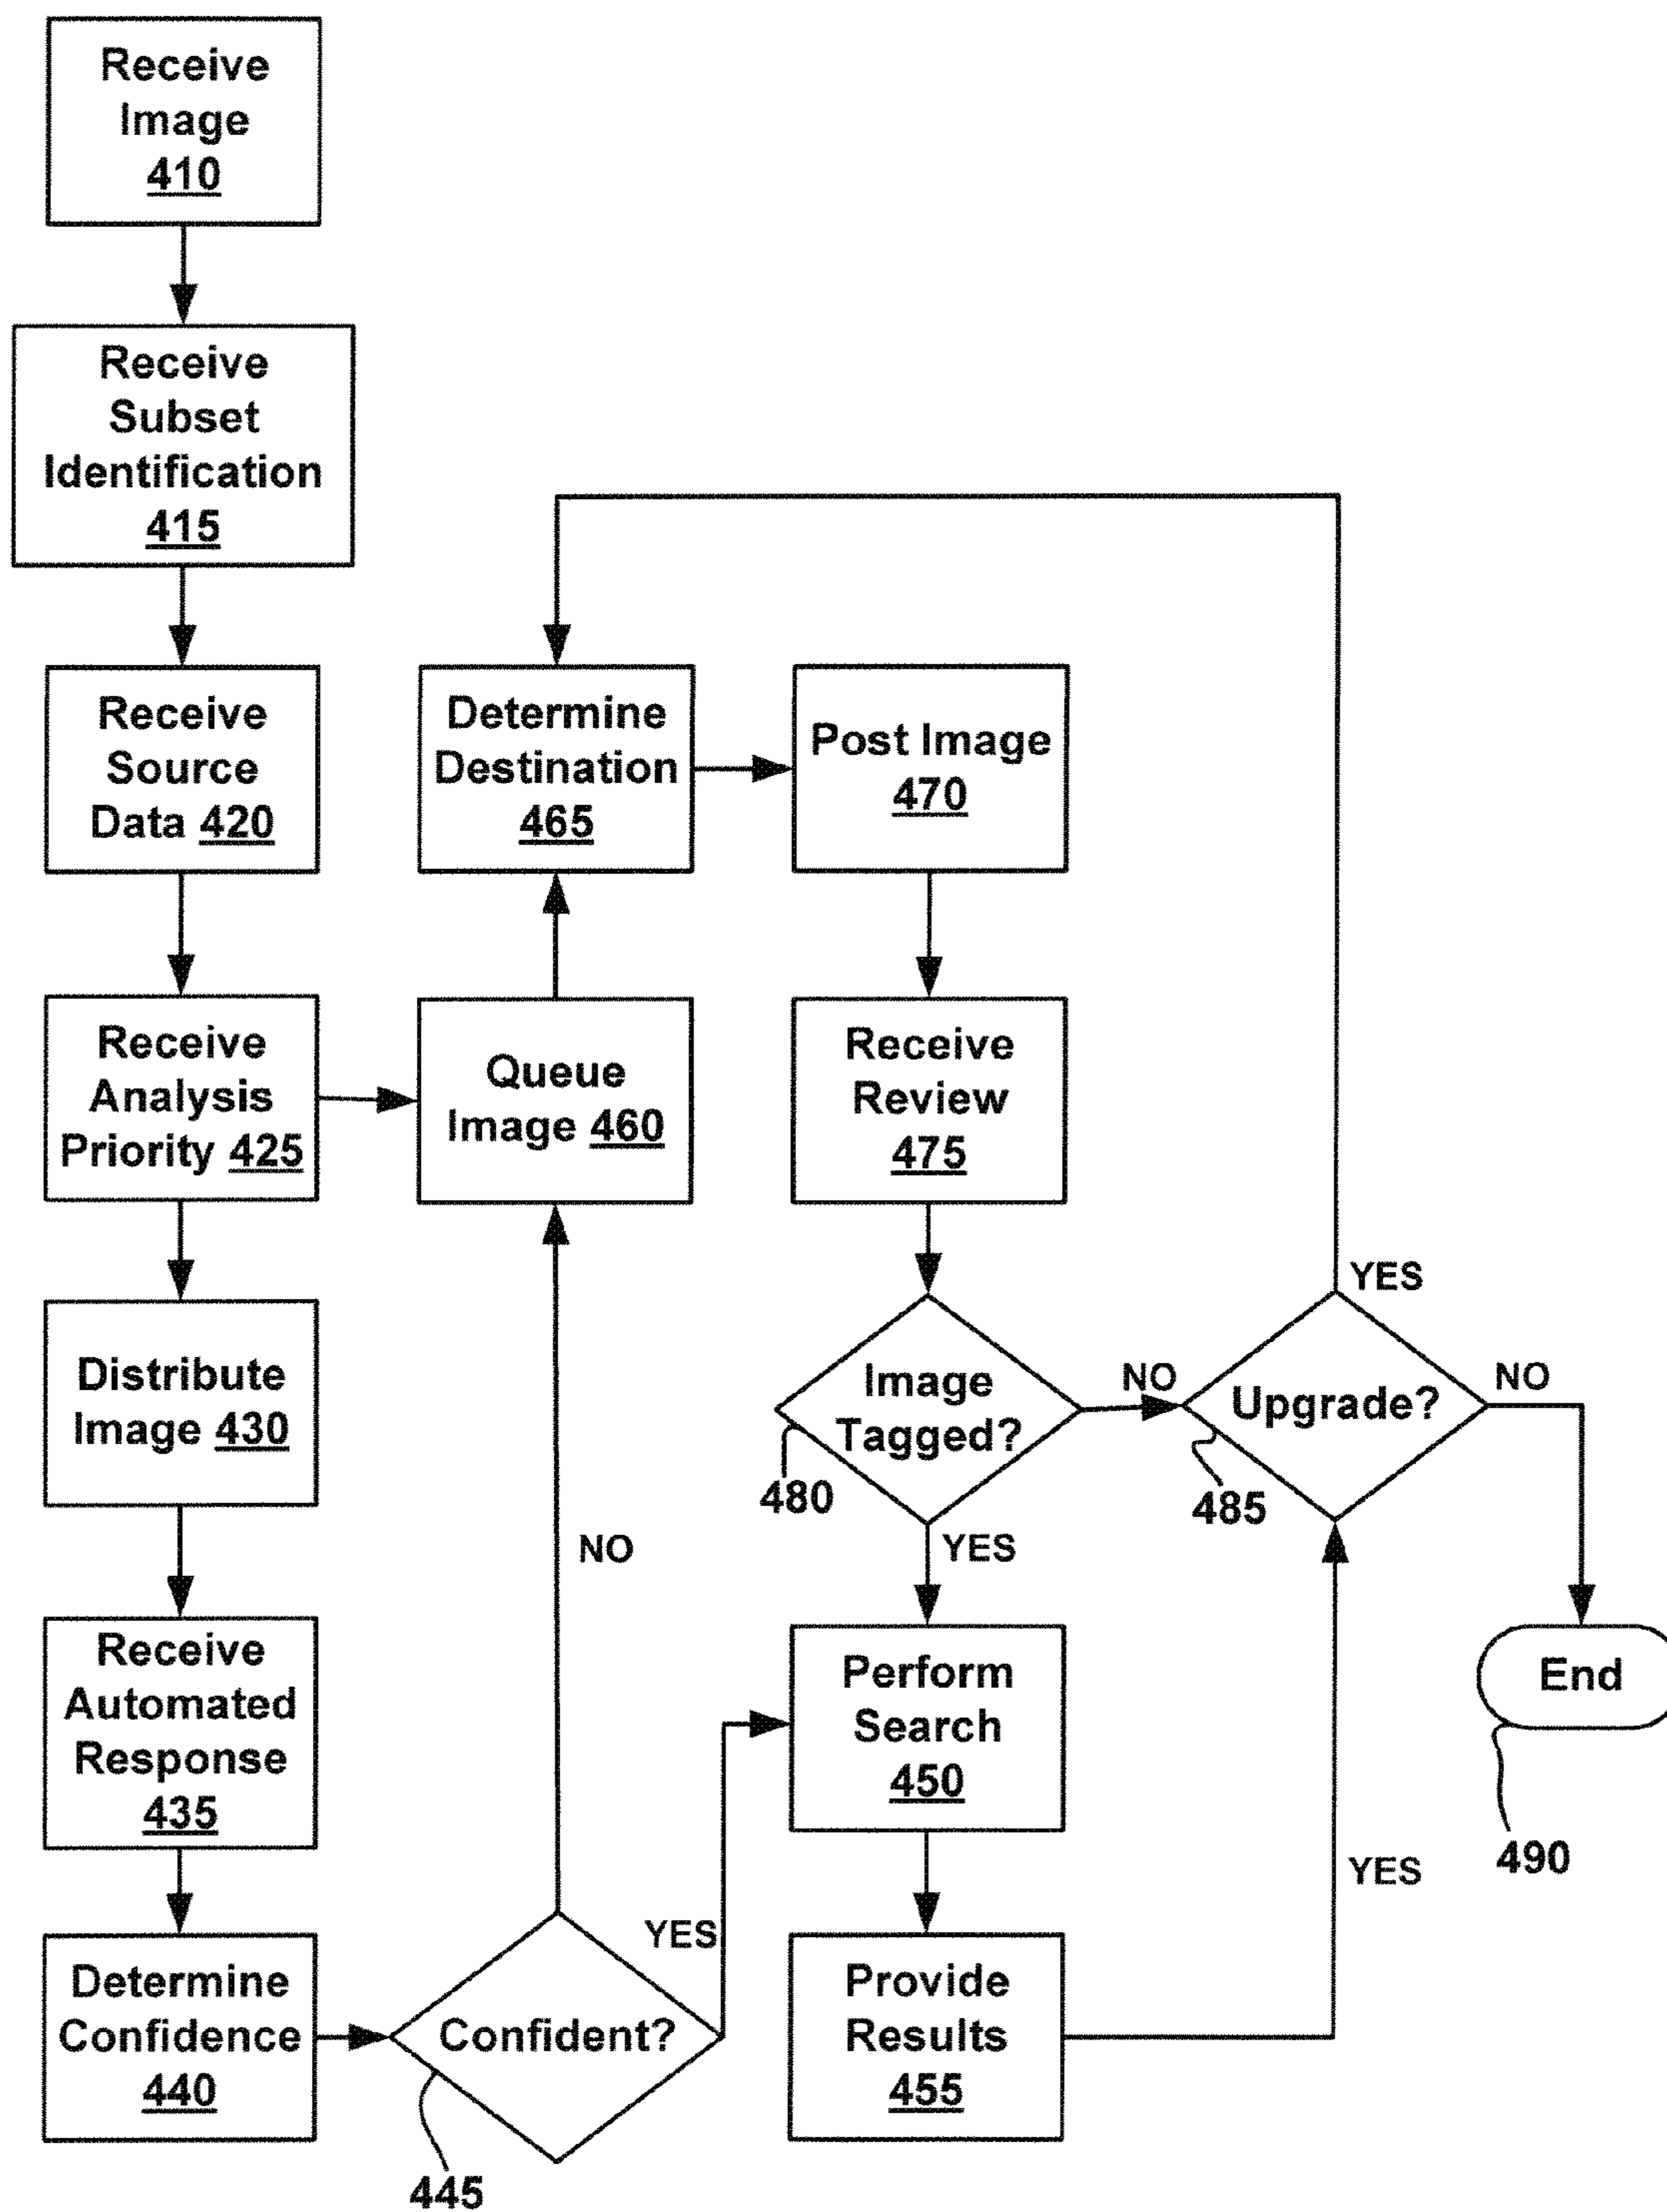 Receive
Image
410
Receive
Subset
Identification
415
Receive
Source
Data 420
Receive
Analysis
Priority 425
Distribute
Image 430
Receive
Automated
Response
435
Determine
Confidence
440
Confident?
445
NO
YES
Queue
Image 460
Determine
Destination
465
Post Image
470
Receive
Review
475
Image
Tagged?
480
NO
YES
Perform
Search
450
Provide
Results
455
YES
Upgrade?
485
YES
NO
End
490